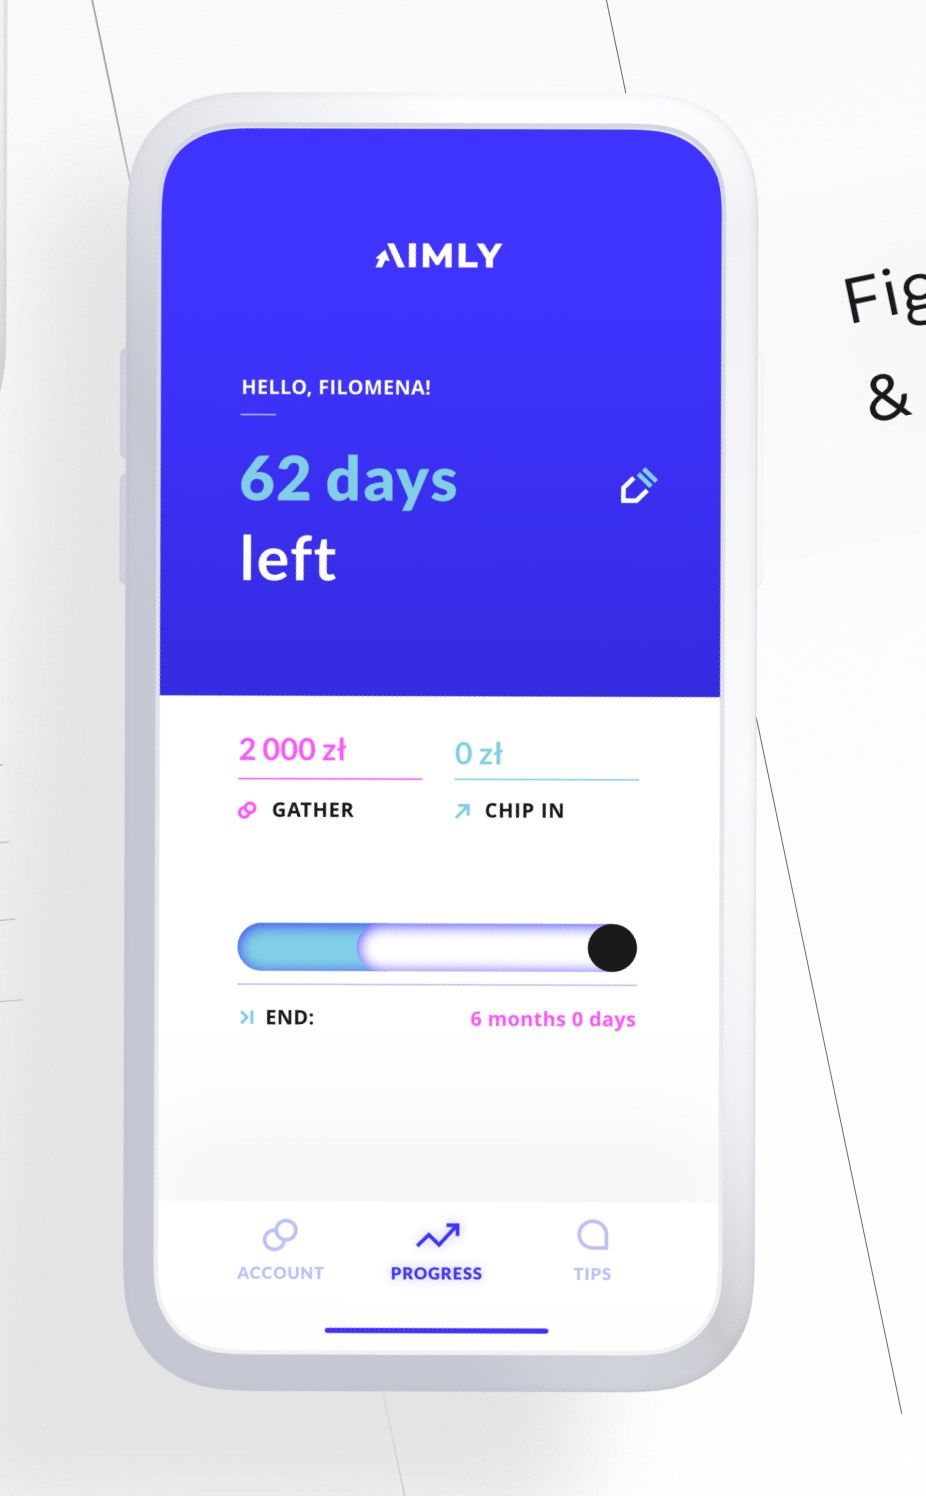 AIMLY
HELLO, FILOMENA!
62 days
left
2 000 zł
0 zł
GATHER
CHIP IN
END:
6 months 0 days
ACCOUNT
PROGRESS
TIPS
&